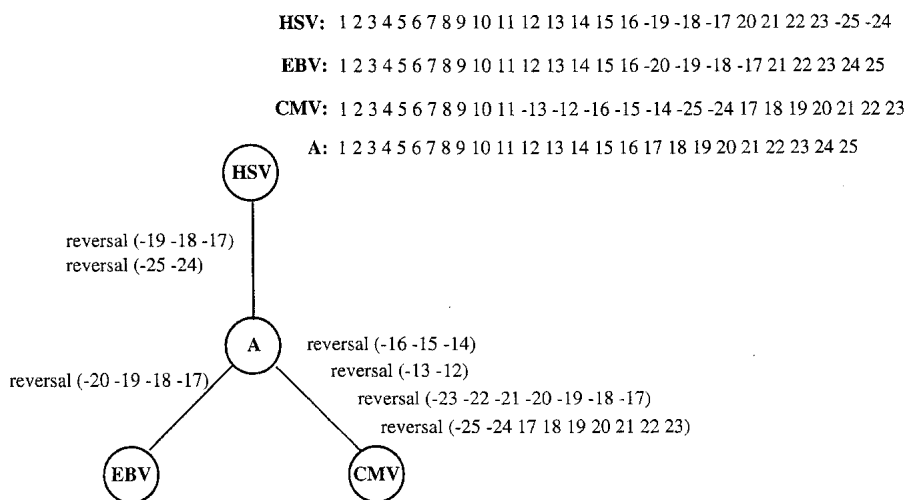 HSV: 1 2 3 4 5 6 7 8 9 10 11 12 13 14 15 16 -19 -18 -17 20 21 22 23 -25 -24
EBV: 1 2 3 4 5 6 7 8 9 10 11 12 13 14 15 16 -20 -19 -18 -17 21 22 23 24 25
CMV: 1 2 3 4 5 6 7 8 9 10 11 -13 -12 -16 -15 -14 -25 -24 17 18 19 20 21 22 23
A: 1 2 3 4 5 6 7 8 9 10 11 12 13 14 15 16 17 18 19 20 21 22 23 24 25
HSV
reversal (-19 -18 -17)
reversal (-25 -24)
A
reversal (-16 -15 -14)
reversal (-13 -12)
reversal (-20 -19 -18 -17)
reversal (-23 -22 -21 -20 -19 -18 -17)
reversal (-25 -24 17 18 19 20 21 22 23)
EBV
CMV